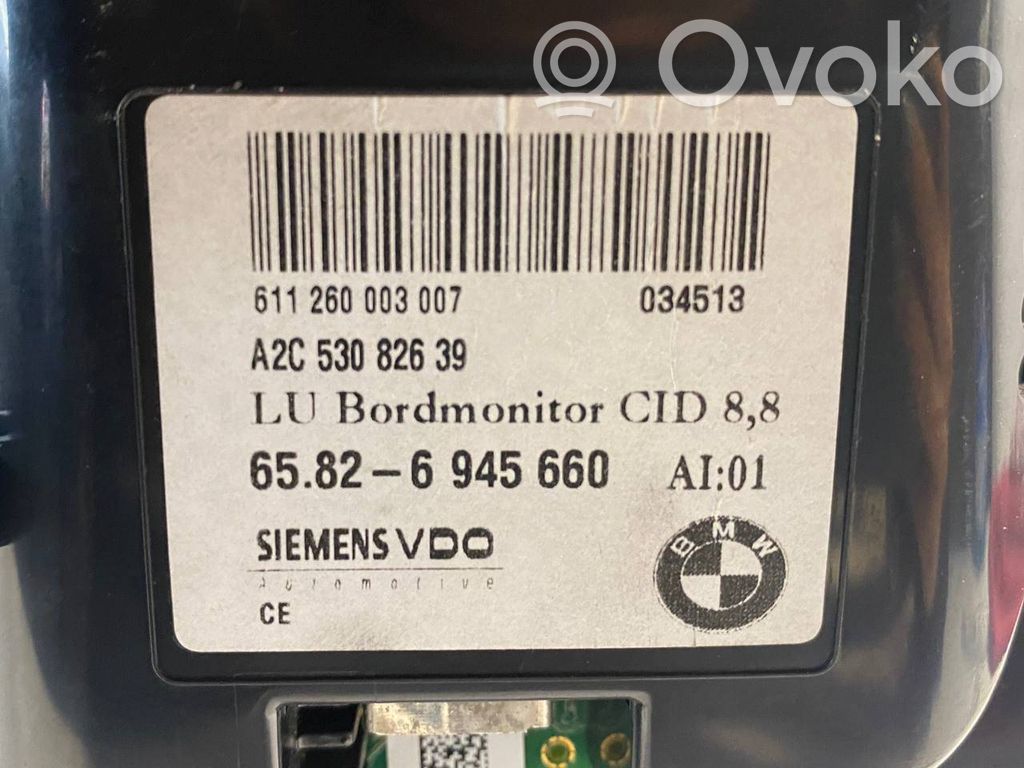 Ovoko
611 260 003 007 034513
A2C 530 826 39
LU Bordmonitor CID 8,8
65.82-6 945 660 AI:01
SIEMENS VDO
Automotive
BMW
CE